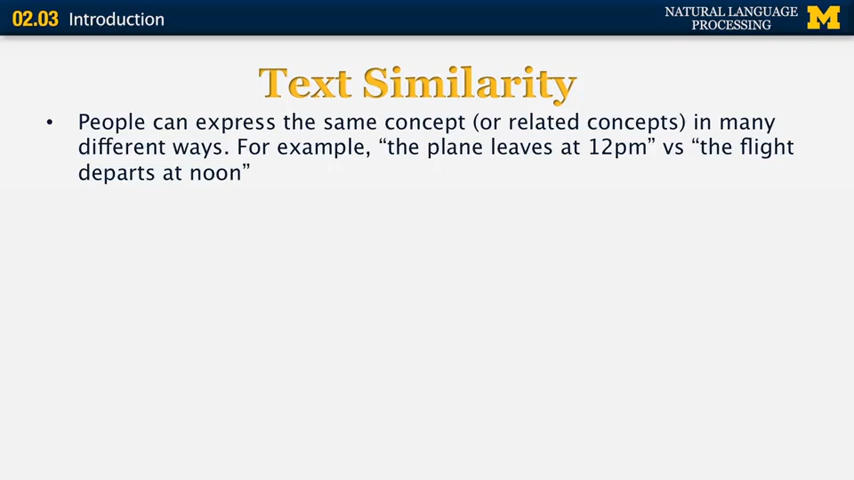 02.03 Introduction
NATURAL LANGUAGE
PROCESSING
M
Text Similarity
• People can express the same concept (or related concepts) in many
different ways. For example, “the plane leaves at 12pm” vs “the flight
departs at noon”